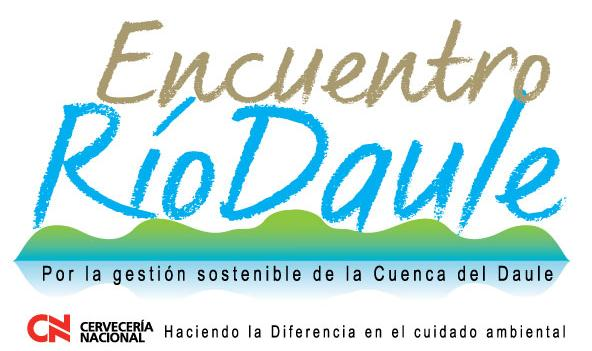 Encuentro
RíoDaule
Por la gestión sostenible de la Cuenca del Daule
CN CERVECERÍA
NACIONAL
Haciendo la Diferencia en el cuidado ambiental